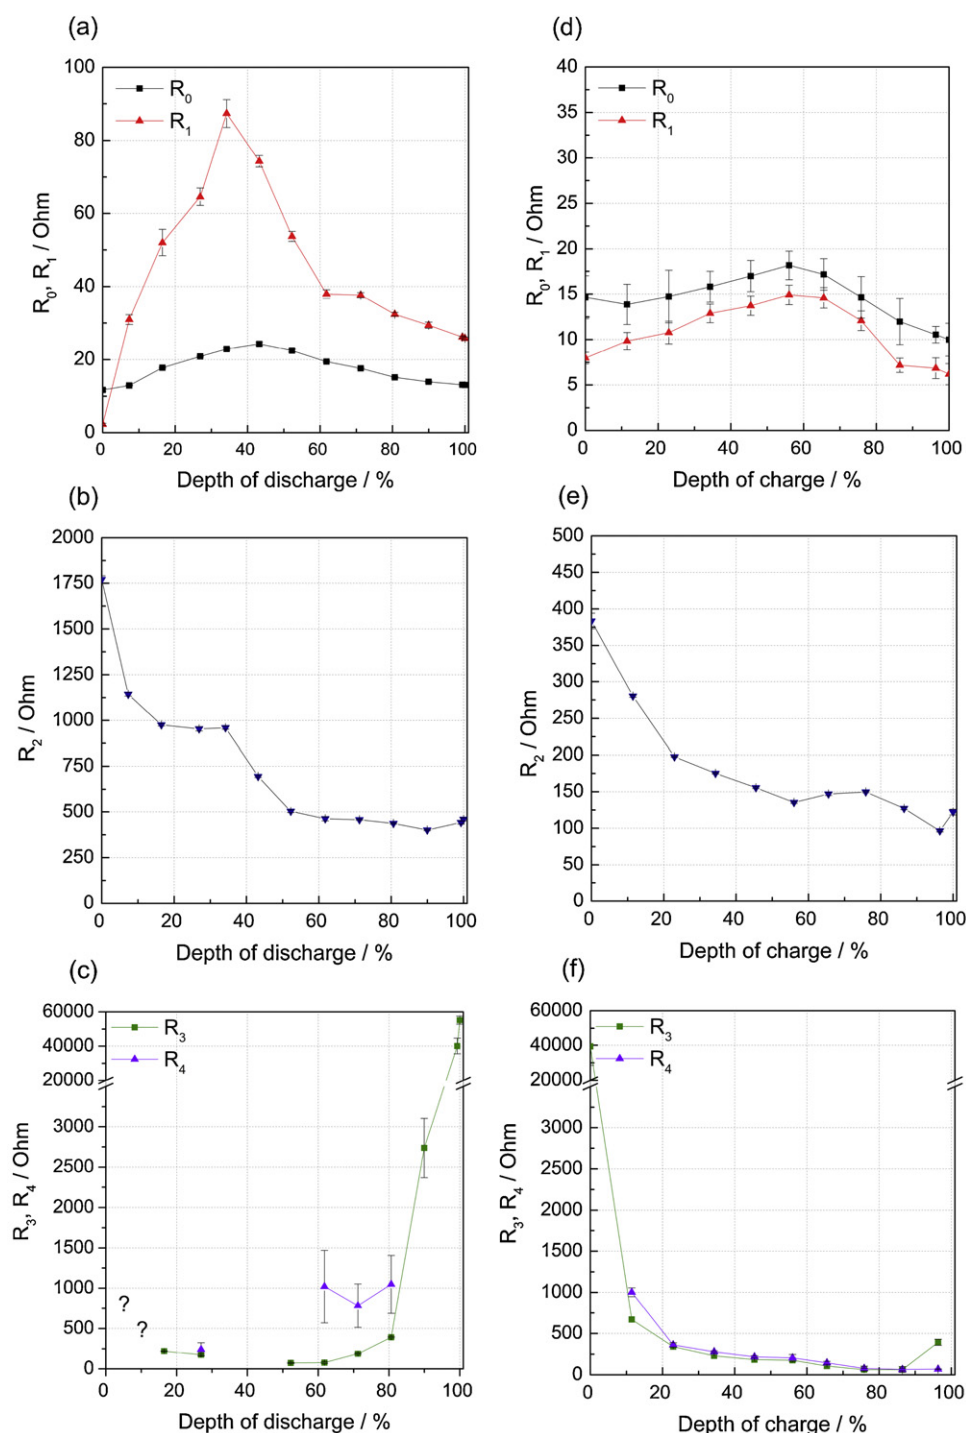 (a)
100
80
60
40
20
0
R0, R1 / Ohm
R0
R1
0 20 40 60 80 100
Depth of discharge / %
(d)
40
35
30
25
20
15
10
5
0
R0, R1 / Ohm
R0
R1
0 20 40 60 80 100
Depth of charge / %
(b)
2000
1750
1500
1250
1000
750
500
250
0
R2 / Ohm
0 20 40 60 80 100
Depth of discharge / %
(e)
500
450
400
350
300
250
200
150
100
50
0
R2 / Ohm
0 20 40 60 80 100
Depth of charge / %
(c)
60000
40000
20000
3000
2500
2000
1500
1000
500
0
R3, R4 / Ohm
R3
R4
?
?
0 20 40 60 80 100
Depth of discharge / %
(f)
60000
40000
20000
3000
2500
2000
1500
1000
500
0
R3, R4 / Ohm
R3
R4
0 20 40 60 80 100
Depth of charge / %